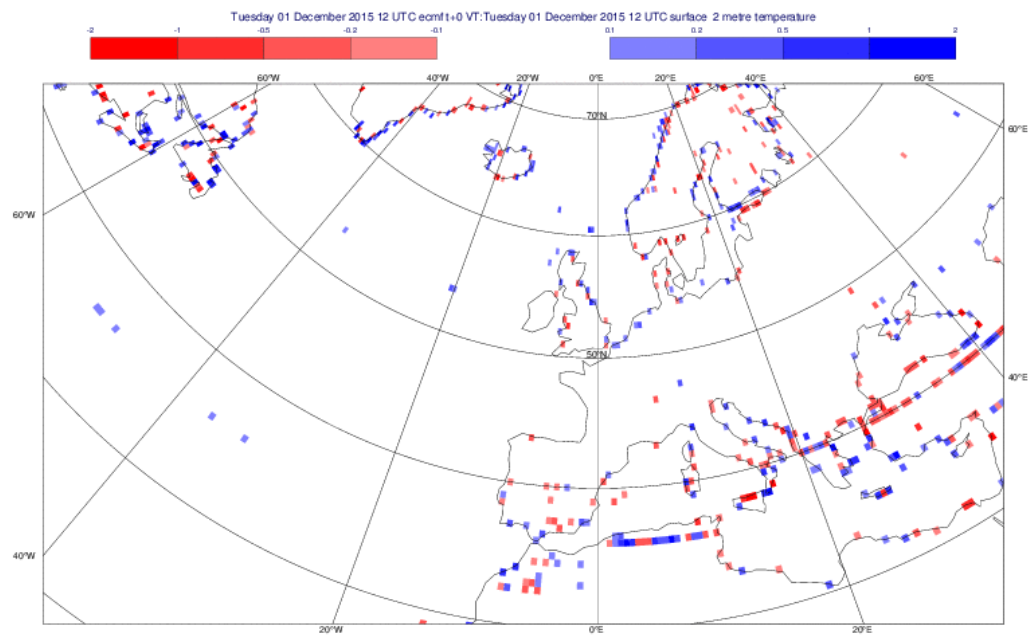 Tuesday 01 December 2015 12 UTC ecmf t+0 VT:Tuesday 01 December 2015 12 UTC surface 2 metre temperature
-2 -1 -0.5 -0.2 -0.1 0.1 0.2 0.5 1 2
60°W 40°W 20°W 0°E 20°E 40°E 60°E
70°N
60°E
60°W
50°N
40°E
40°W
20°W 0°E 20°E